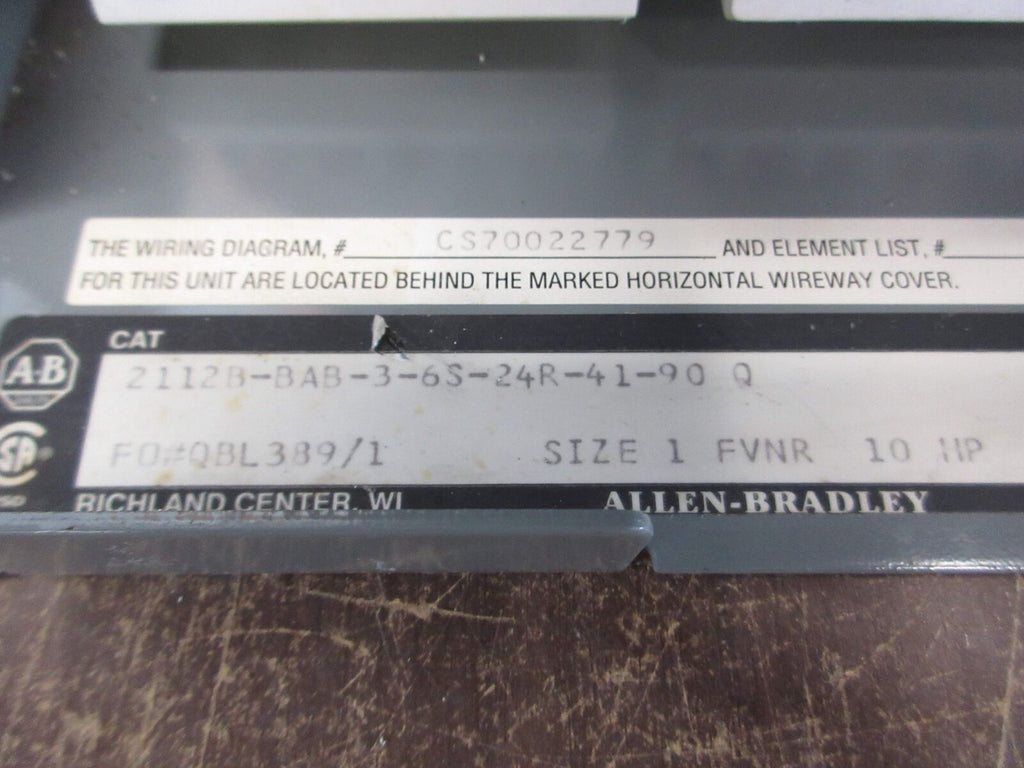 THE WIRING DIAGRAM, # CS70022779 AND ELEMENT LIST, #
FOR THIS UNIT ARE LOCATED BEHIND THE MARKED HORIZONTAL WIREWAY COVER.
CAT
A-B
2112B-BAB-3-6S-24R-41-90 Q
SA
FO#QBL389/1 SIZE 1 FVNR 10 HP
RICHLAND CENTER, WI ALLEN-BRADLEY